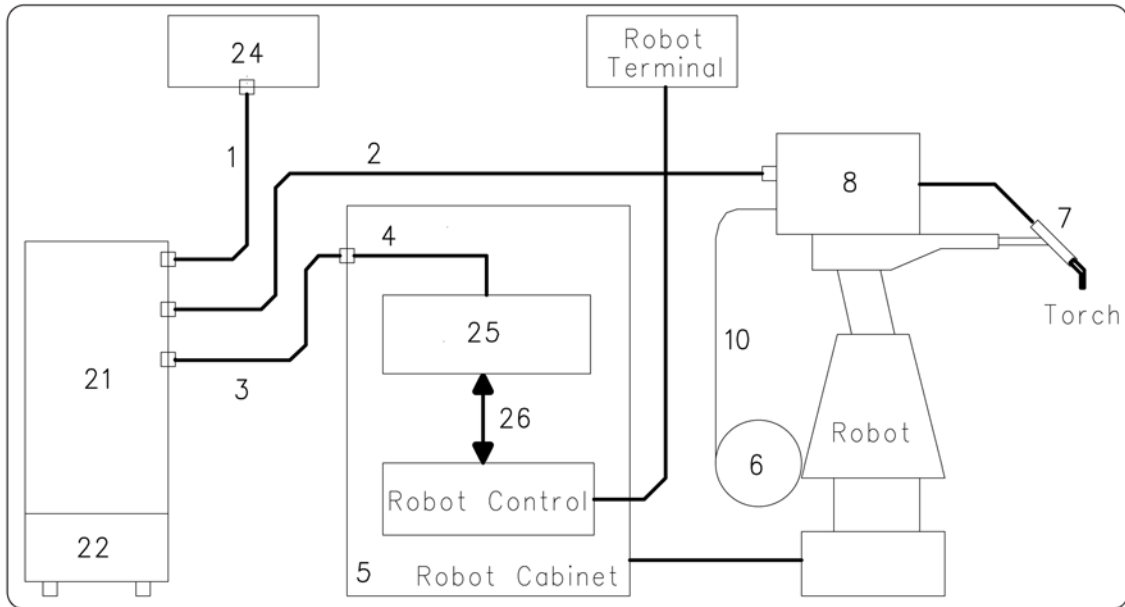 24
Robot
Terminal
1
2
8
7
4
Torch
25
10
21
3
26
Robot
6
Robot Control
22
5
Robot Cabinet